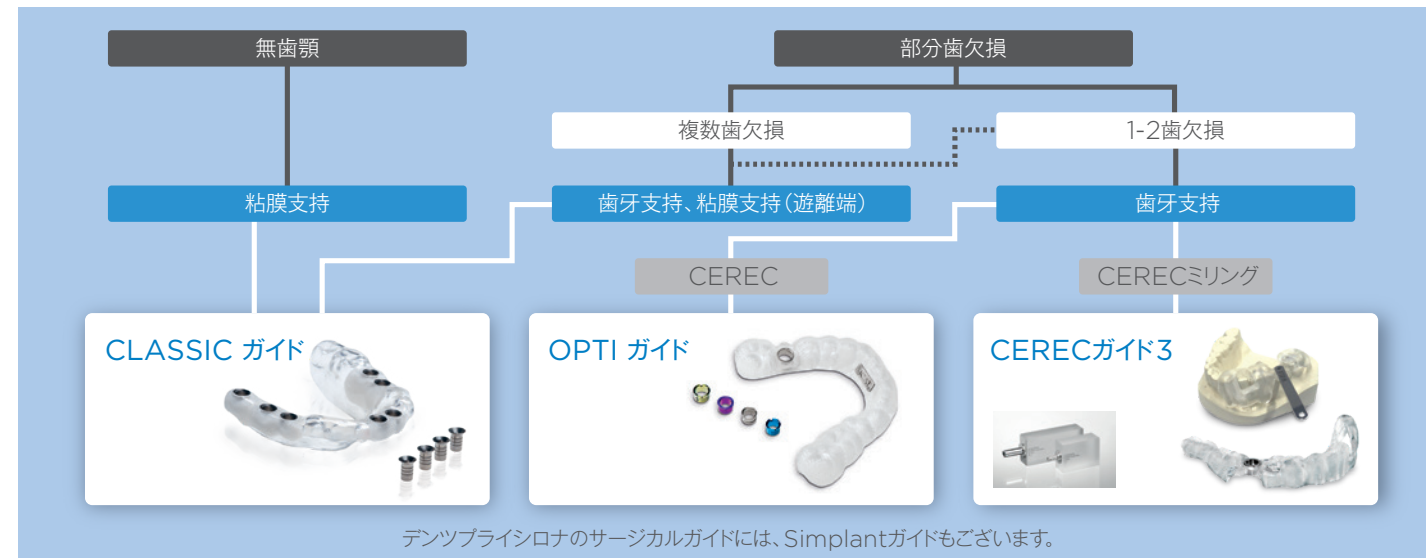 無歯顎
部分歯欠損
複数歯欠損
1-2歯欠損
粘膜支持
歯牙支持、粘膜支持（遊離端）
歯牙支持
CEREC
CERECミリング
CLASSIC ガイド
OPTI ガイド
CERECガイド3
デンツプライシロナのサージカルガイドには、Simplantガイドもございます。